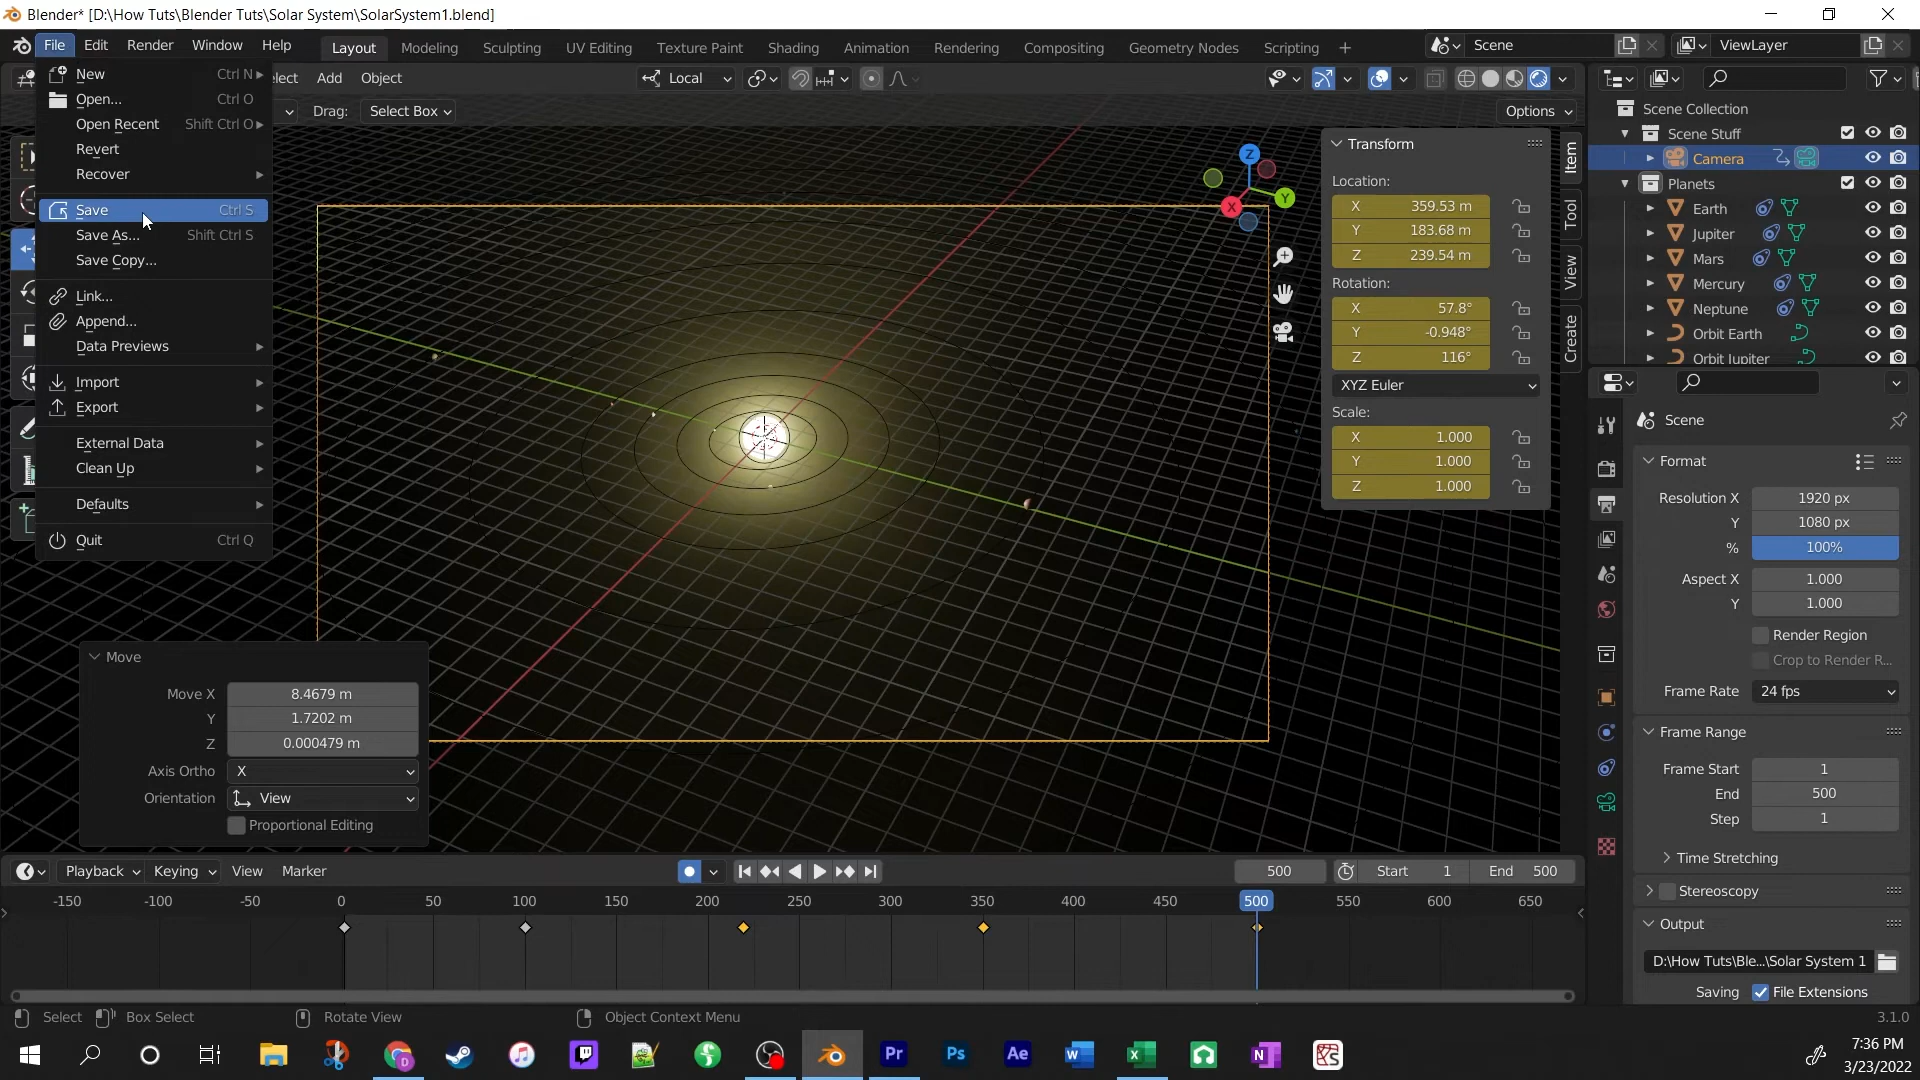 Blender* [D:\How Tuts\Blender Tuts\Solar System\SolarSystem1.blend]
File Edit Render Window Help
Layout Modeling Sculpting UV Editing Texture Paint Shading Animation Rendering Compositing Geometry Nodes Scripting +
Scene
ViewLayer
New Ctrl N
Open... Ctrl O
Open Recent Shift Ctrl O
Revert
Recover
Save Ctrl S
Save As... Shift Ctrl S
Save Copy...
Link...
Append...
Data Previews
Import
Export
External Data
Clean Up
Defaults
Quit Ctrl Q
lect Add Object
Local
Drag: Select Box
Options
Transform
Location:
X 359.53 m
Y 183.68 m
Z 239.54 m
Rotation:
X 57.8°
Y -0.948°
Z 116°
XYZ Euler
Scale:
X 1.000
Y 1.000
Z 1.000
Item
Tool
View
Create
Z
Y
X
Scene Collection
Scene Stuff
Camera
Planets
Earth
Jupiter
Mars
Mercury
Neptune
Orbit Earth
Orbit Jupiter
Scene
Format
Resolution X 1920 px
Y 1080 px
% 100%
Aspect X 1.000
Y 1.000
Render Region
Crop to Render R...
Frame Rate 24 fps
Frame Range
Frame Start 1
End 500
Step 1
Time Stretching
Stereoscopy
Output
D:\How Tuts\Ble...\Solar System 1
Saving File Extensions
Move
Move X 8.4679 m
Y 1.7202 m
Z 0.000479 m
Axis Ortho X
Orientation View
Proportional Editing
Playback Keying View Marker
500 Start 1 End 500
-150 -100 -50 0 50 100 150 200 250 300 350 400 450 500 550 600 650
Select Box Select Rotate View Object Context Menu
3.1.0
Pr Ps Ae
7:36 PM
3/23/2022